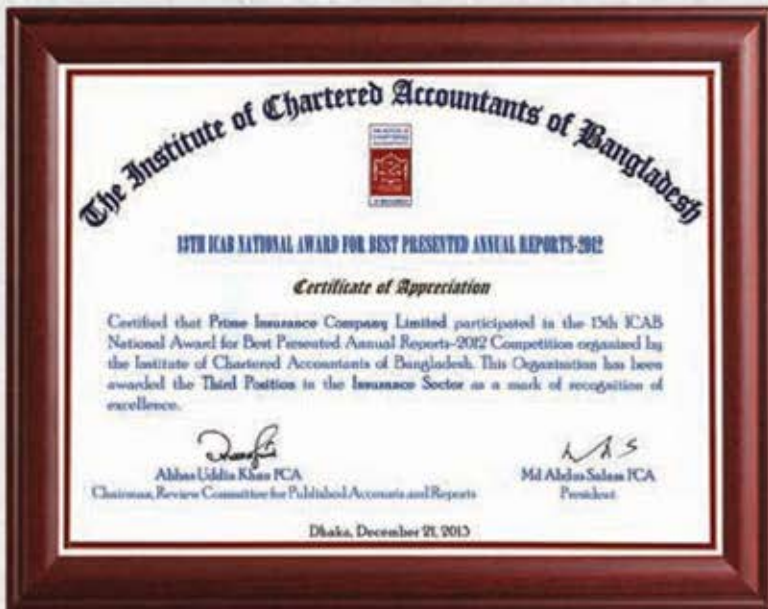 The Institute of Chartered Accountants of Bangladesh
13TH ICAB NATIONAL AWARD FOR BEST PRESENTED ANNUAL REPORTS-2012
Certificate of Appreciation
Certified that Prime Insurance Company Limited participated in the 13th ICAB
National Award for Best Presented Annual Reports-2012 Competition organized by
the Institute of Chartered Accountants of Bangladesh. This Organization has been
awarded the Third Position in the Insurance Sector as a mark of recognition of
excellence.
Abbas Uddin Khan FCA
Chairman, Review Committee for Published Accounts and Reports
Md Abdus Salam FCA
President
Dhaka, December 21, 2013